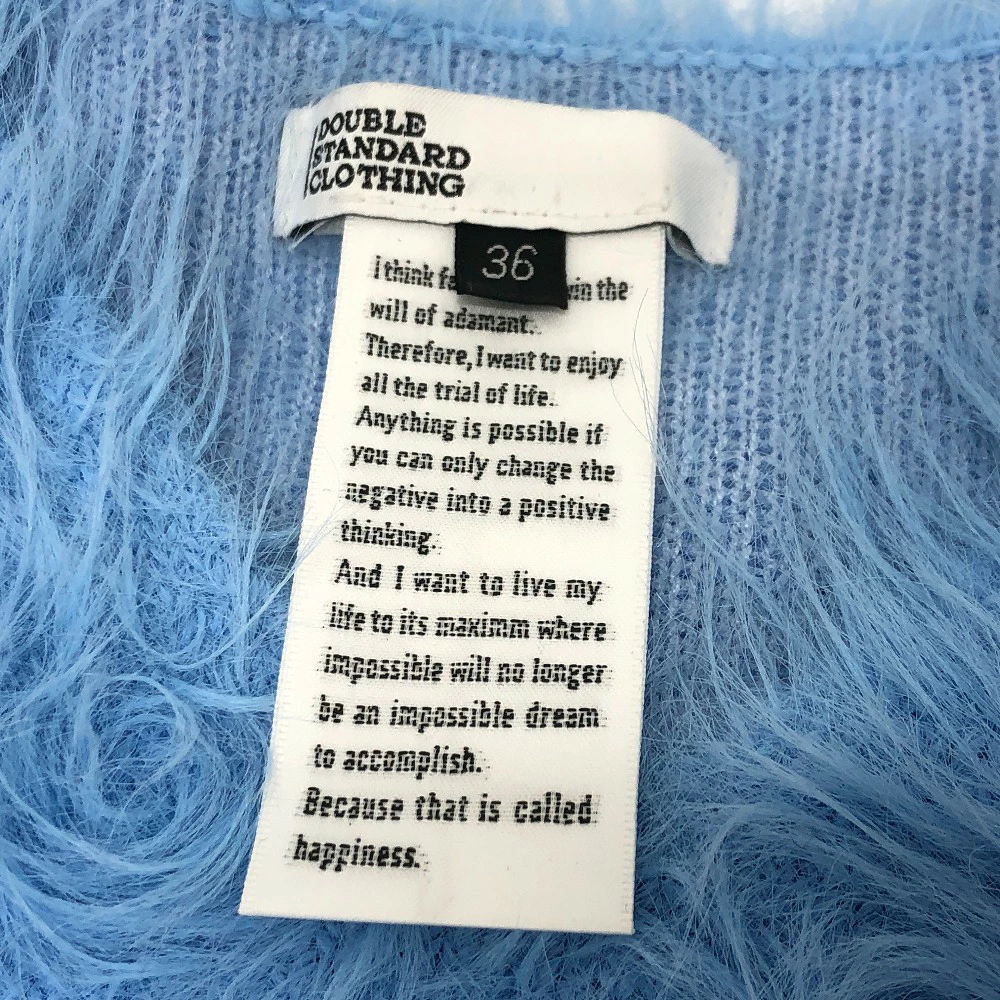 DOUBLE
STANDARD
CLOTHING
36
I think in the
will of adamant.
Therefore,I want to enjoy
all the trial of life.
Anything is possible if
you can only change the
negative into a positive
thinking.
And I want to live my
life to its maximm where
impossible will no longer
be an impossible dream
to accomplish.
Because that is called
happiness.